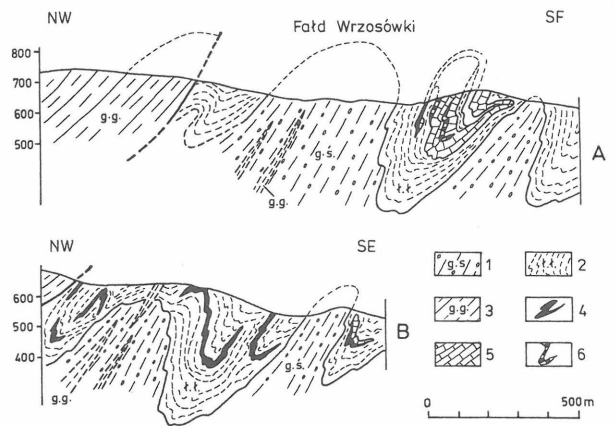 NW Fałd Wrzosówki SF
800
700
600
500
g.g.
g.ś.
ł.ł.
g.g.
A
NW SE
600
500
400
g.g.
ł.ł.
g.ś.
B
g.ś 1 ł.ł. 2
g.g. 3 4
5 6
0 500m